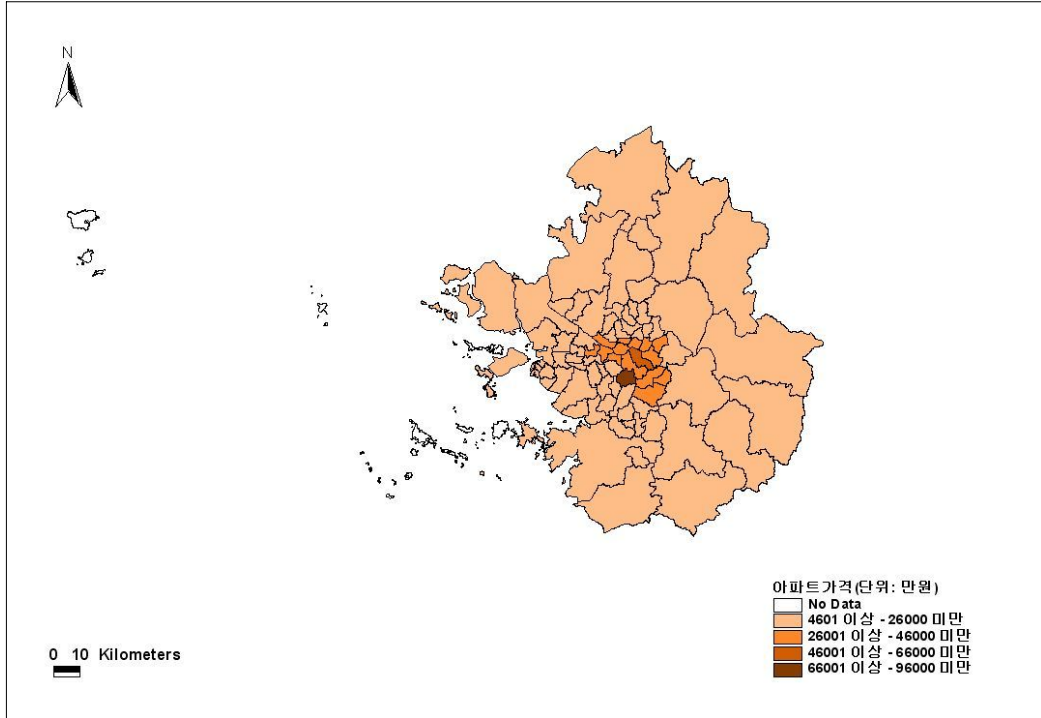 N
아파트가격(단위: 만원)
No Data
4601 이상 - 26000 미만
26001 이상 - 46000 미만
46001 이상 - 66000 미만
66001 이상 - 96000 미만
0 10 Kilometers